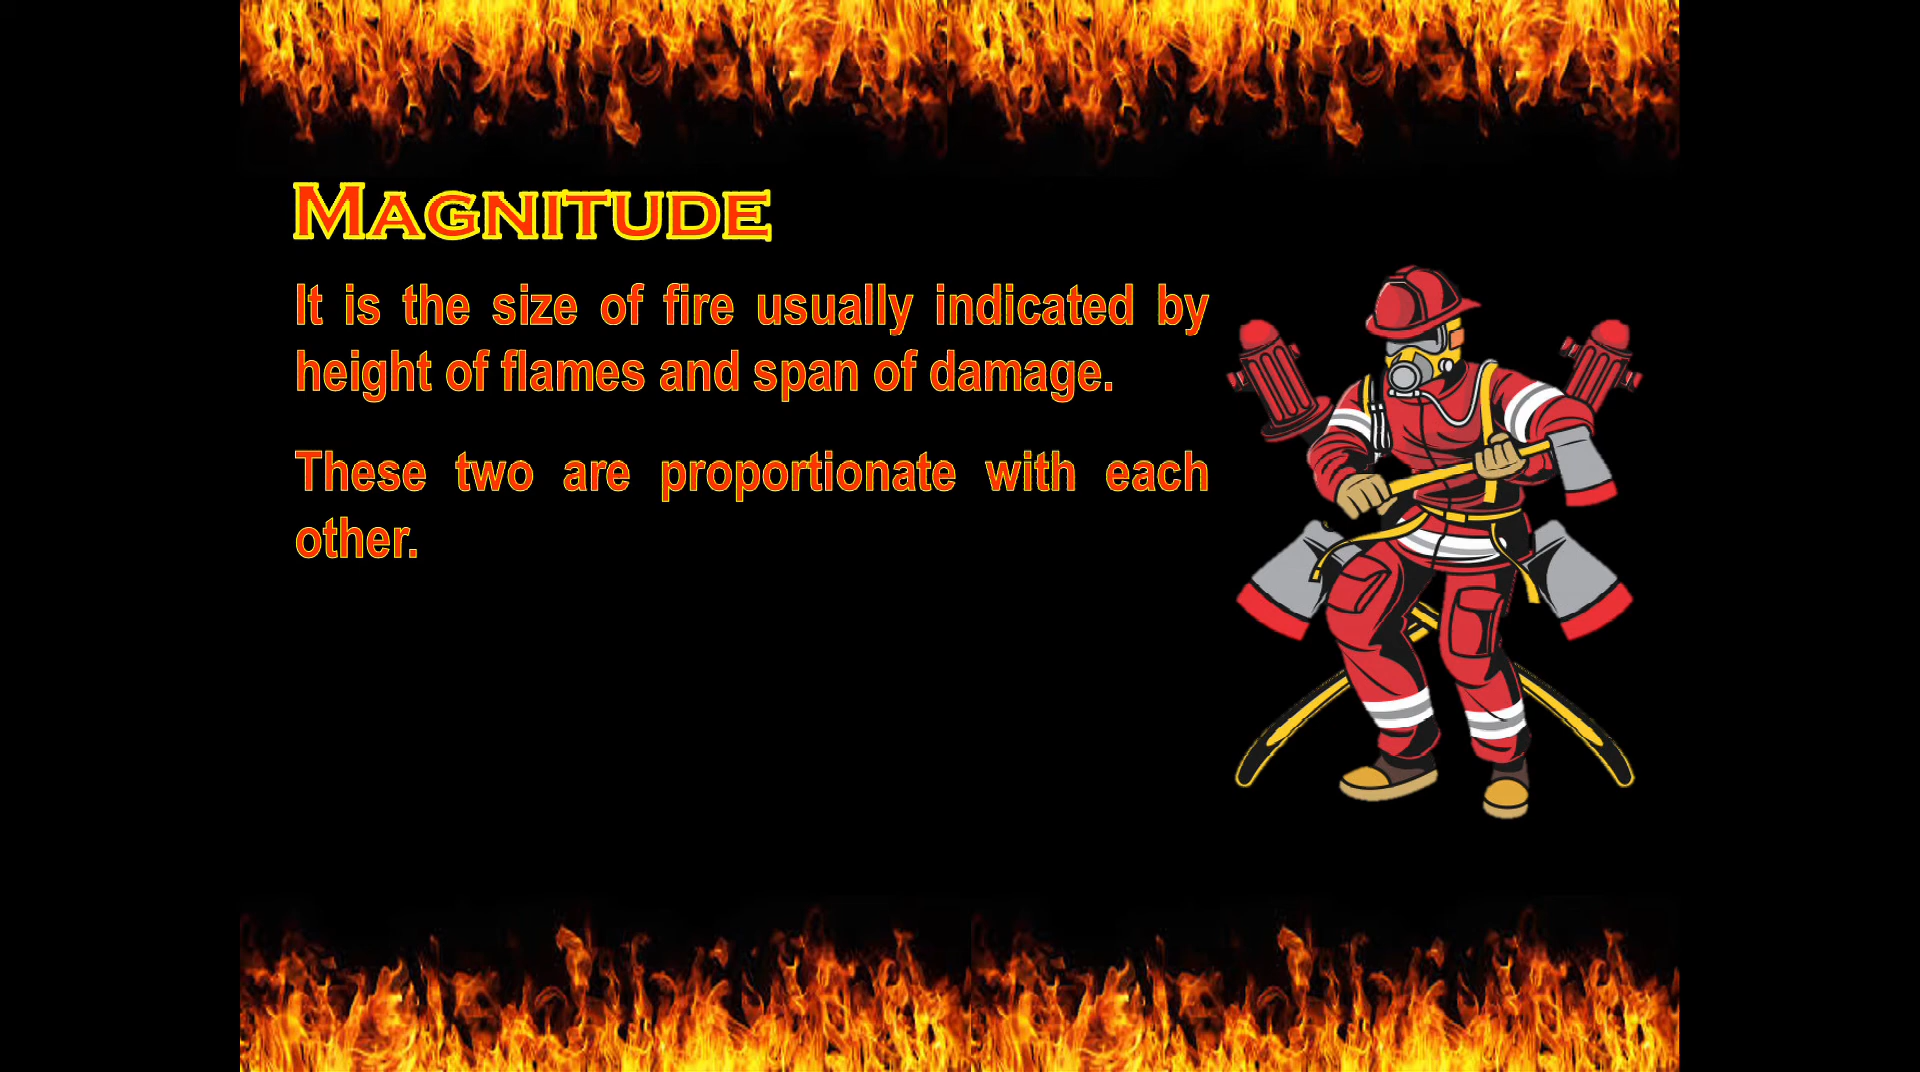 Magnitude
It is the size of fire usually indicated by
height of flames and span of damage.
These two are proportionate with each
other.